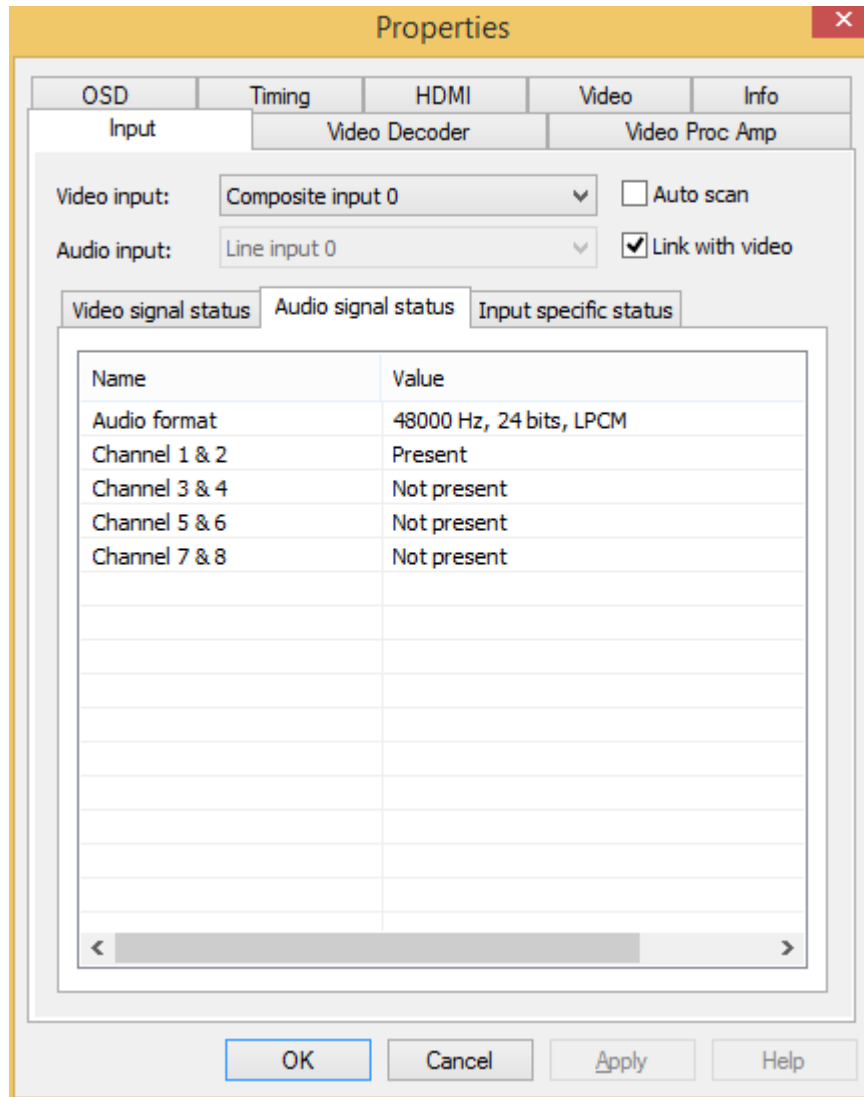 Properties
OSD Timing HDMI Video Info
Input Video Decoder Video Proc Amp
Video input: Composite input 0 Auto scan
Audio input: Line input 0 Link with video
Video signal status Audio signal status Input specific status
Name Value
Audio format 48000 Hz, 24 bits, LPCM
Channel 1 & 2 Present
Channel 3 & 4 Not present
Channel 5 & 6 Not present
Channel 7 & 8 Not present
OK Cancel Apply Help